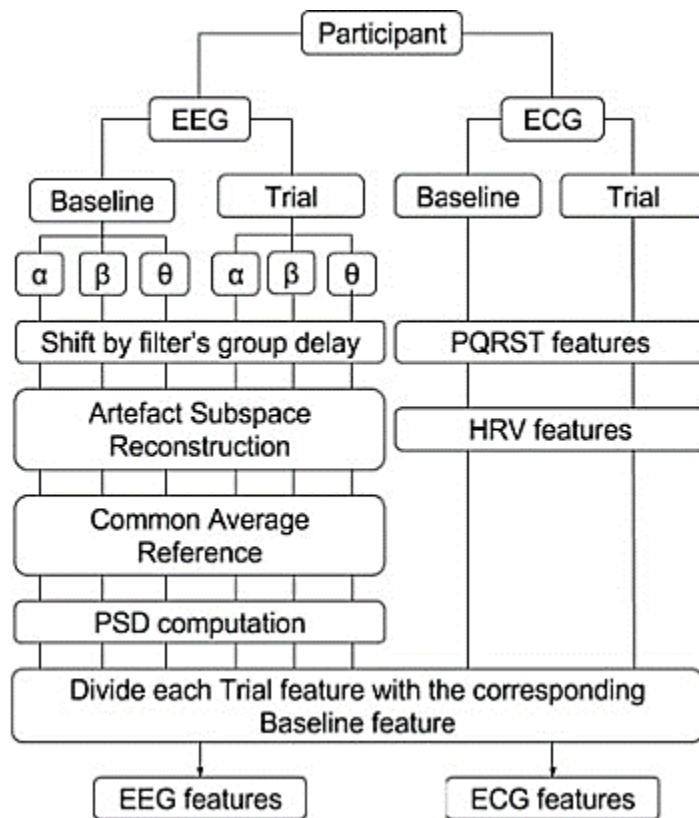 Participant
EEG
ECG
Baseline
Trial
Baseline
Trial
α
β
θ
α
β
θ
Shift by filter's group delay
PQRST features
Artefact Subspace
Reconstruction
HRV features
Common Average
Reference
PSD computation
Divide each Trial feature with the corresponding
Baseline feature
EEG features
ECG features